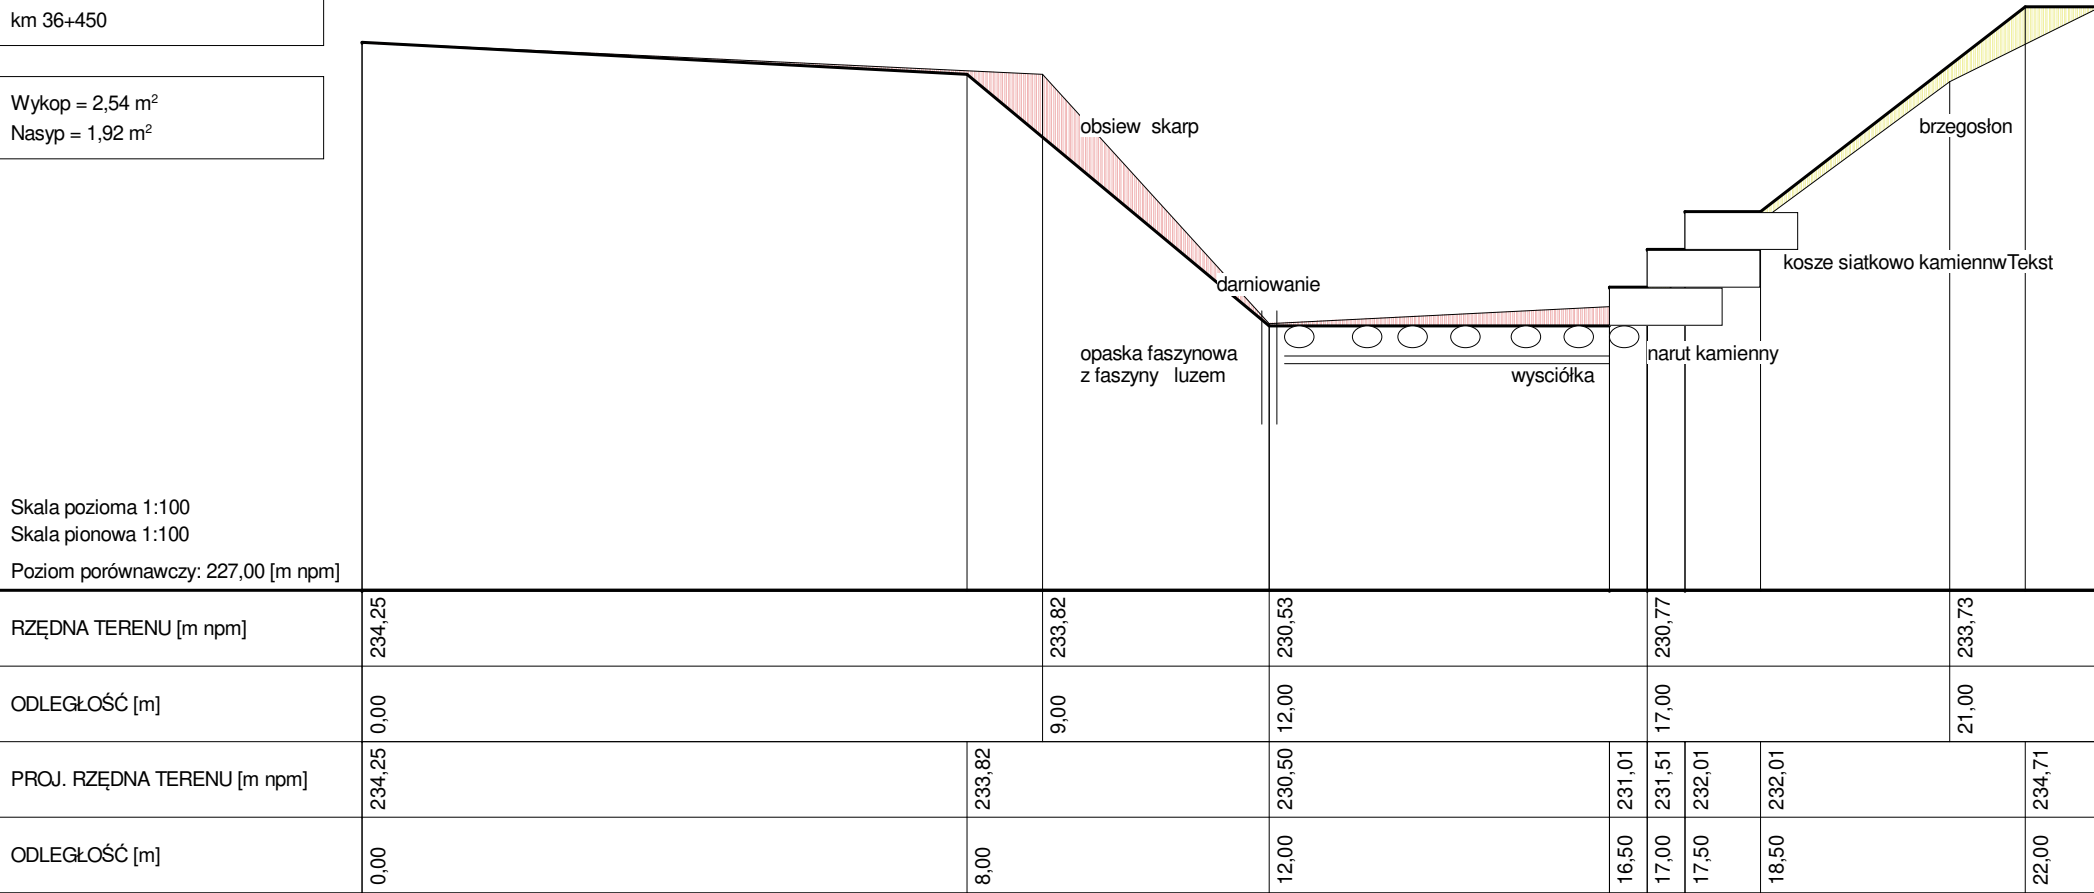 km 36+450
Wykop = 2,54 m²
Nasyp = 1,92 m²
obsiew skarp
brzegosłon
kosze siatkowo kamiennwTekst
darniowanie
opaska faszynowa
z faszyny luzem
narut kamienny
wysciółka
Skala pozioma 1:100
Skala pionowa 1:100
Poziom porównawczy: 227,00 [m npm]
RZĘDNA TERENU [m npm] 234,25 233,82 230,53 230,77 233,73
ODLEGŁOŚĆ [m] 0,00 9,00 12,00 17,00 21,00
PROJ. RZĘDNA TERENU [m npm] 234,25 233,82 230,50 231,01 231,51 232,01 232,01 234,71
ODLEGŁOŚĆ [m] 0,00 8,00 12,00 16,50 17,00 17,50 18,50 22,00